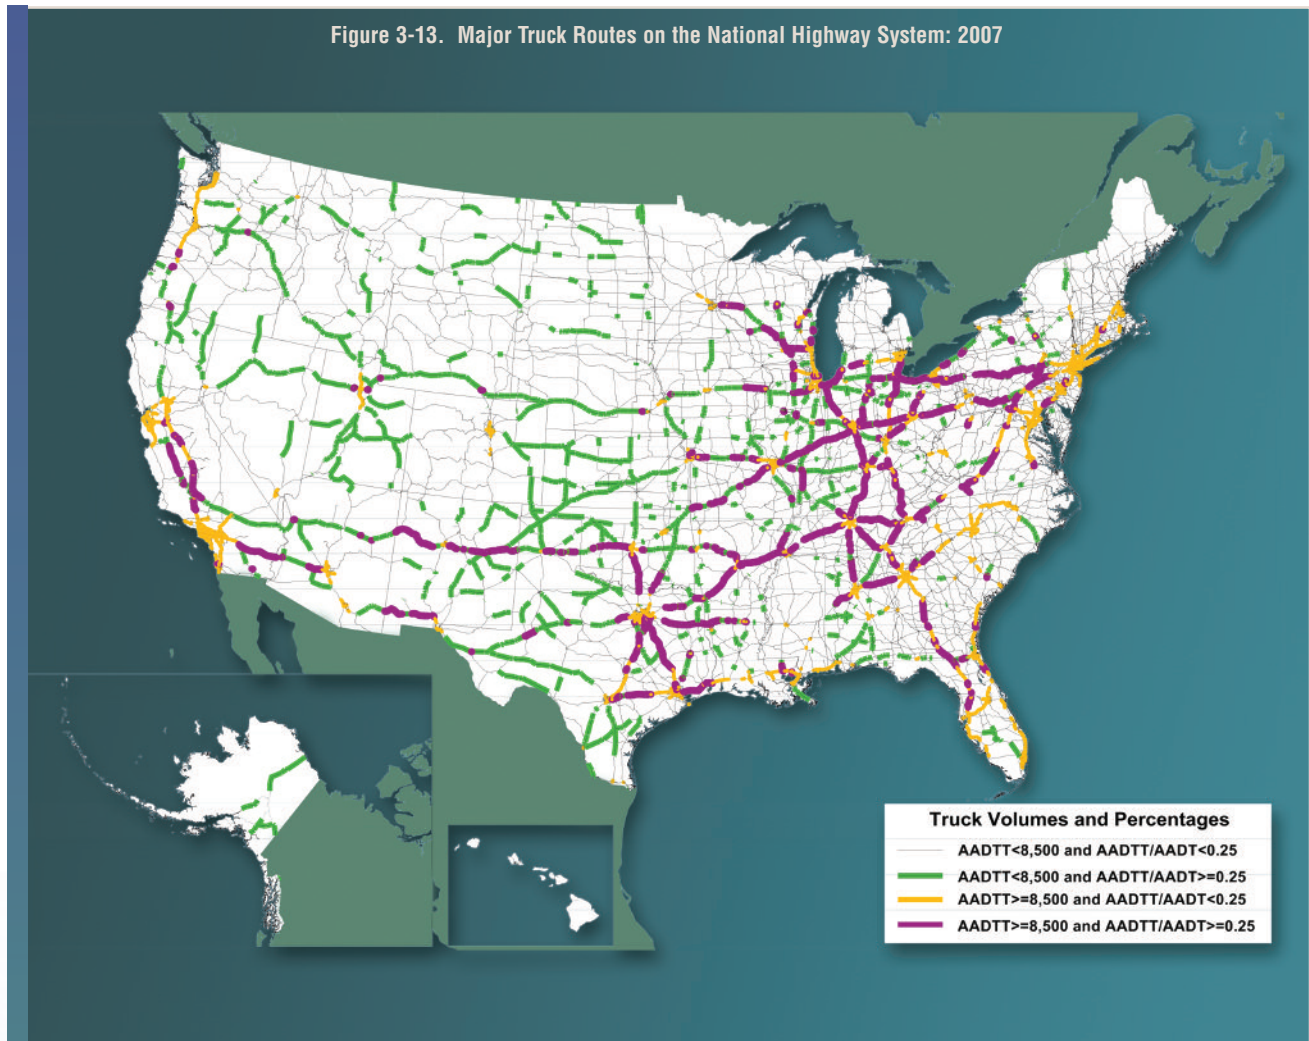 Figure 3-13. Major Truck Routes on the National Highway System: 2007
Truck Volumes and Percentages
AADTT<8,500 and AADTT/AADT<0.25
AADTT<8,500 and AADTT/AADT>=0.25
AADTT>=8,500 and AADTT/AADT<0.25
AADTT>=8,500 and AADTT/AADT>=0.25